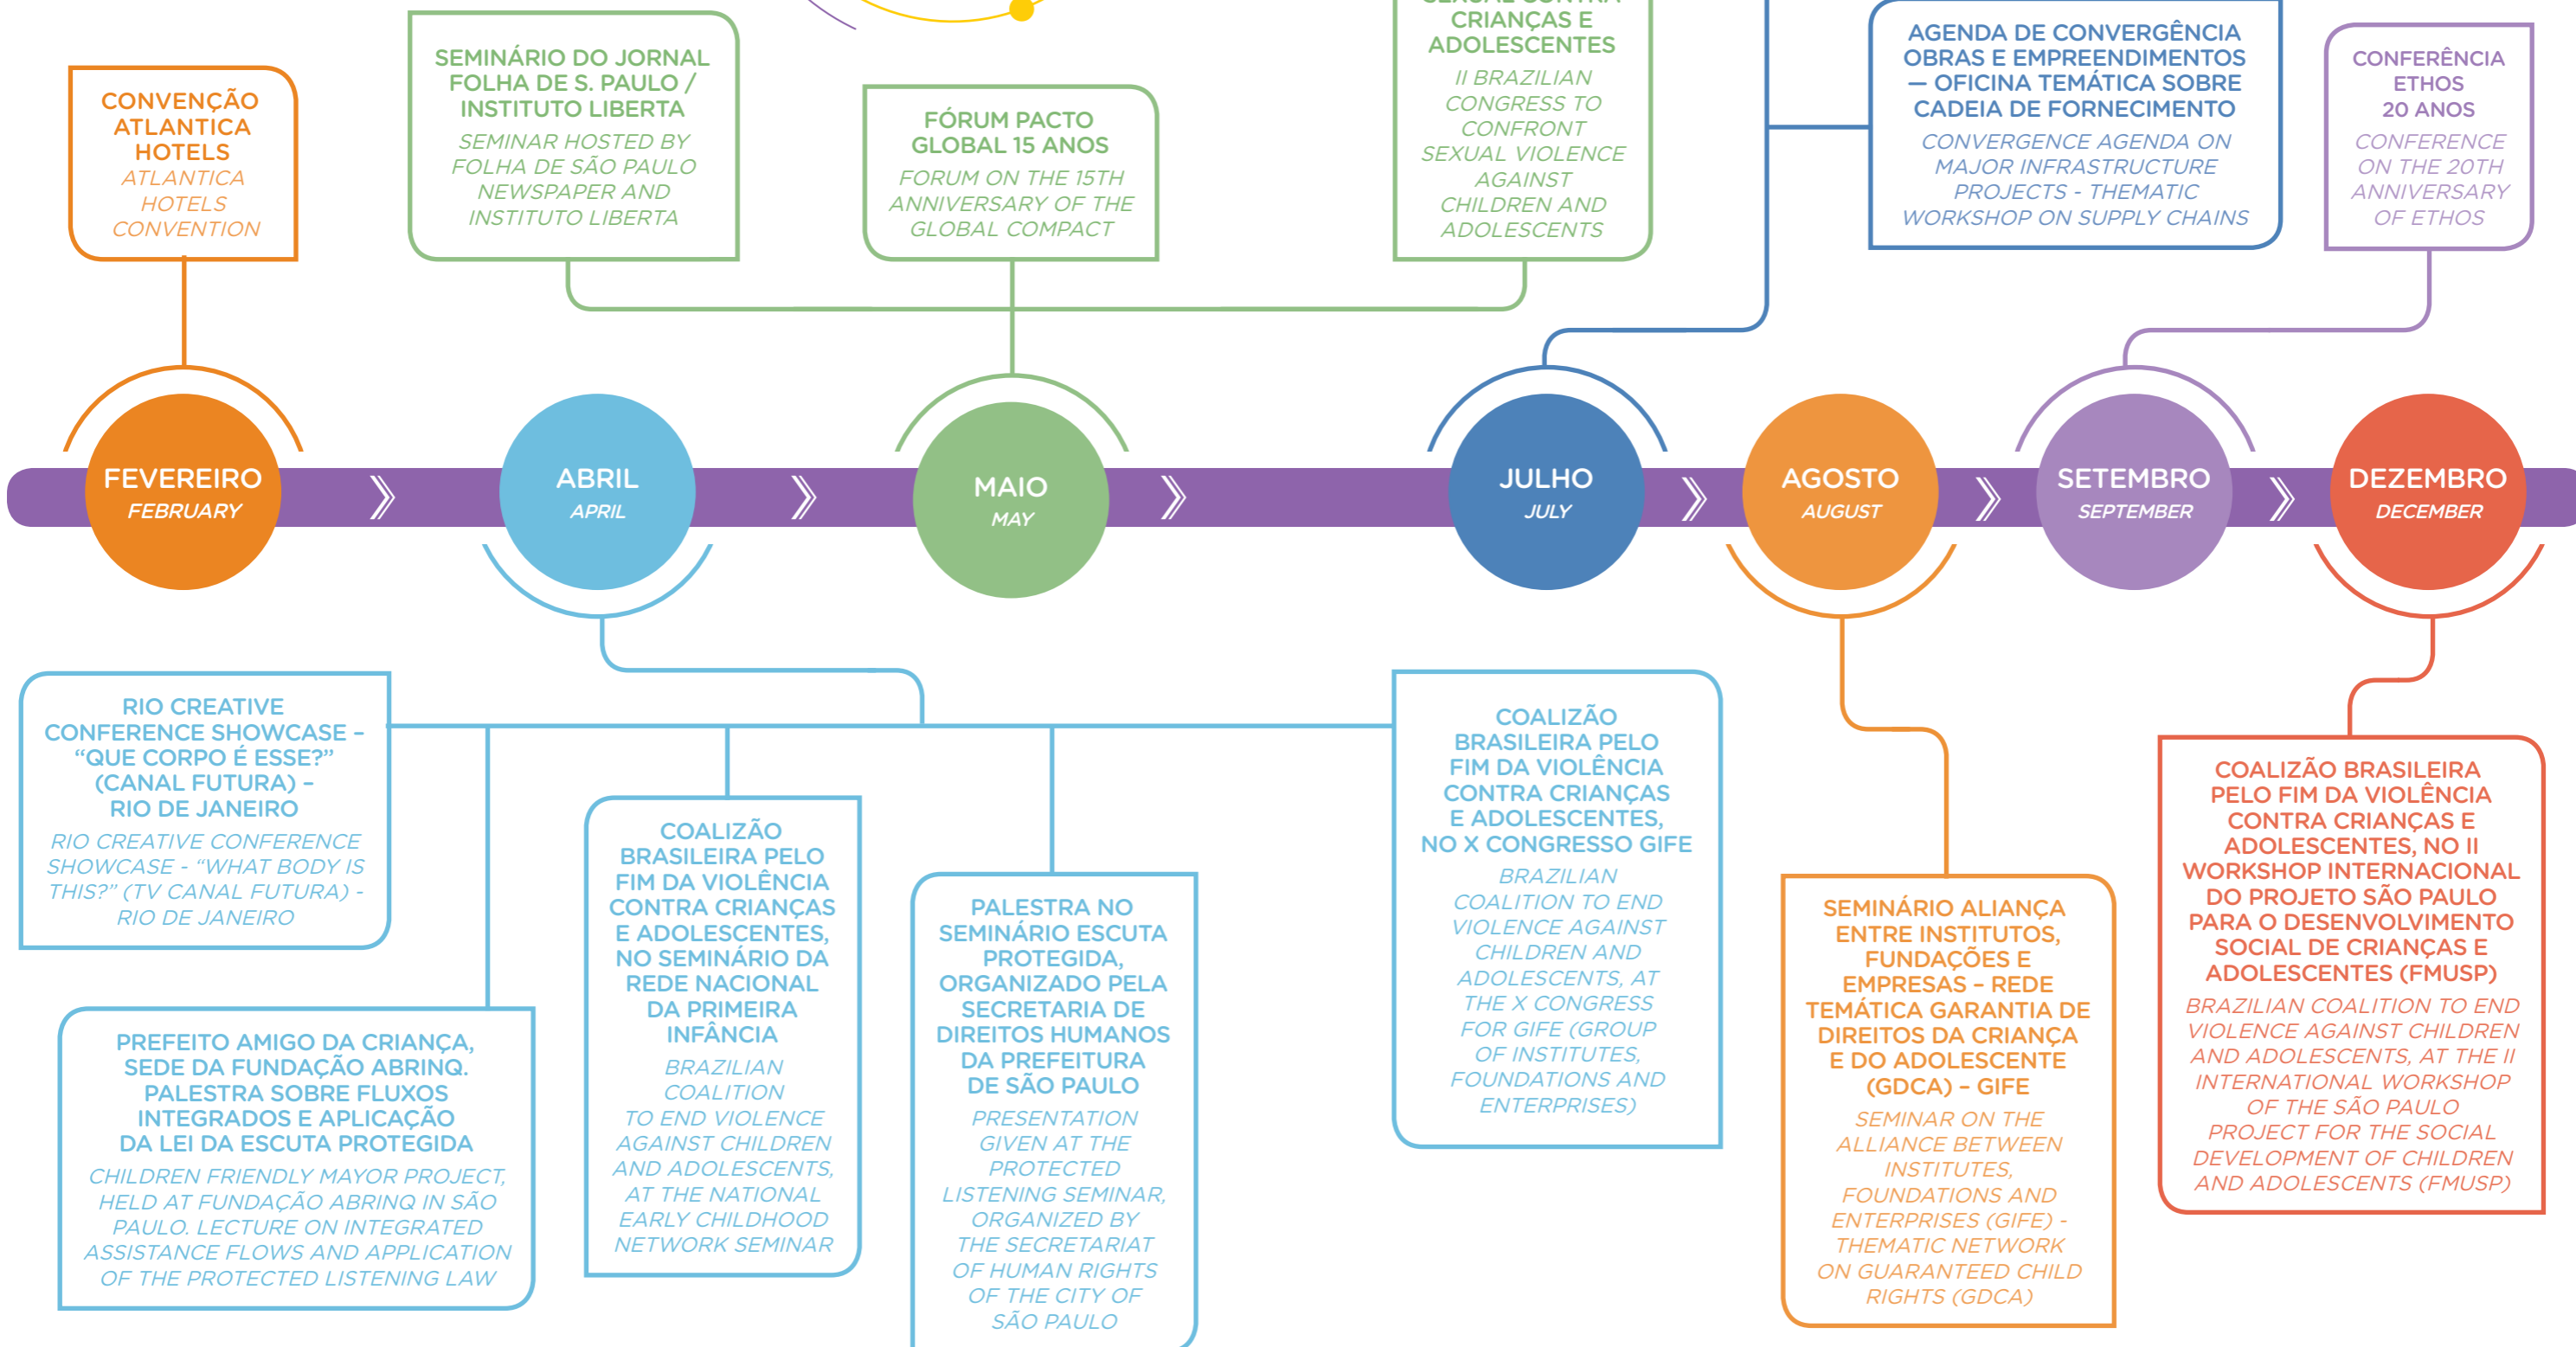 CONVENÇÃO
ATLANTICA
HOTELS
ATLANTICA
HOTELS
CONVENTION
SEMINÁRIO DO JORNAL
FOLHA DE S. PAULO /
INSTITUTO LIBERTA
SEMINAR HOSTED BY
FOLHA DE SÃO PAULO
NEWSPAPER AND
INSTITUTO LIBERTA
FÓRUM PACTO
GLOBAL 15 ANOS
FORUM ON THE 15TH
ANNIVERSARY OF THE
GLOBAL COMPACT
SEXUAL CONTRA
CRIANÇAS E
ADOLESCENTES
II BRAZILIAN
CONGRESS TO
CONFRONT
SEXUAL VIOLENCE
AGAINST
CHILDREN AND
ADOLESCENTS
AGENDA DE CONVERGÊNCIA
OBRAS E EMPREENDIMENTOS
— OFICINA TEMÁTICA SOBRE
CADEIA DE FORNECIMENTO
CONVERGENCE AGENDA ON
MAJOR INFRASTRUCTURE
PROJECTS - THEMATIC
WORKSHOP ON SUPPLY CHAINS
CONFERÊNCIA
ETHOS
20 ANOS
CONFERENCE
ON THE 20TH
ANNIVERSARY
OF ETHOS
FEVEREIRO
FEBRUARY
ABRIL
APRIL
MAIO
MAY
JULHO
JULY
AGOSTO
AUGUST
SETEMBRO
SEPTEMBER
DEZEMBRO
DECEMBER
RIO CREATIVE
CONFERENCE SHOWCASE –
“QUE CORPO É ESSE?”
(CANAL FUTURA) –
RIO DE JANEIRO
RIO CREATIVE CONFERENCE
SHOWCASE - “WHAT BODY IS
THIS?” (TV CANAL FUTURA) -
RIO DE JANEIRO
PREFEITO AMIGO DA CRIANÇA,
SEDE DA FUNDAÇÃO ABRINQ.
PALESTRA SOBRE FLUXOS
INTEGRADOS E APLICAÇÃO
DA LEI DA ESCUTA PROTEGIDA
CHILDREN FRIENDLY MAYOR PROJECT,
HELD AT FUNDAÇÃO ABRINQ IN SÃO
PAULO. LECTURE ON INTEGRATED
ASSISTANCE FLOWS AND APPLICATION
OF THE PROTECTED LISTENING LAW
COALIZÃO
BRASILEIRA PELO
FIM DA VIOLÊNCIA
CONTRA CRIANÇAS
E ADOLESCENTES,
NO SEMINÁRIO DA
REDE NACIONAL
DA PRIMEIRA
INFÂNCIA
BRAZILIAN
COALITION
TO END VIOLENCE
AGAINST CHILDREN
AND ADOLESCENTS,
AT THE NATIONAL
EARLY CHILDHOOD
NETWORK SEMINAR
PALESTRA NO
SEMINÁRIO ESCUTA
PROTEGIDA,
ORGANIZADO PELA
SECRETARIA DE
DIREITOS HUMANOS
DA PREFEITURA
DE SÃO PAULO
PRESENTATION
GIVEN AT THE
PROTECTED
LISTENING SEMINAR,
ORGANIZED BY
THE SECRETARIAT
OF HUMAN RIGHTS
OF THE CITY OF
SÃO PAULO
COALIZÃO
BRASILEIRA PELO
FIM DA VIOLÊNCIA
CONTRA CRIANÇAS
E ADOLESCENTES,
NO X CONGRESSO GIFE
BRAZILIAN
COALITION TO END
VIOLENCE AGAINST
CHILDREN AND
ADOLESCENTS, AT
THE X CONGRESS
FOR GIFE (GROUP
OF INSTITUTES,
FOUNDATIONS AND
ENTERPRISES)
SEMINÁRIO ALIANÇA
ENTRE INSTITUTOS,
FUNDAÇÕES E
EMPRESAS – REDE
TEMÁTICA GARANTIA DE
DIREITOS DA CRIANÇA
E DO ADOLESCENTE
(GDCA) – GIFE
SEMINAR ON THE
ALLIANCE BETWEEN
INSTITUTES,
FOUNDATIONS AND
ENTERPRISES (GIFE) -
THEMATIC NETWORK
ON GUARANTEED CHILD
RIGHTS (GDCA)
COALIZÃO BRASILEIRA
PELO FIM DA VIOLÊNCIA
CONTRA CRIANÇAS E
ADOLESCENTES, NO II
WORKSHOP INTERNACIONAL
DO PROJETO SÃO PAULO
PARA O DESENVOLVIMENTO
SOCIAL DE CRIANÇAS E
ADOLESCENTES (FMUSP)
BRAZILIAN COALITION TO END
VIOLENCE AGAINST CHILDREN
AND ADOLESCENTS, AT THE II
INTERNATIONAL WORKSHOP
OF THE SÃO PAULO
PROJECT FOR THE SOCIAL
DEVELOPMENT OF CHILDREN
AND ADOLESCENTS (FMUSP)